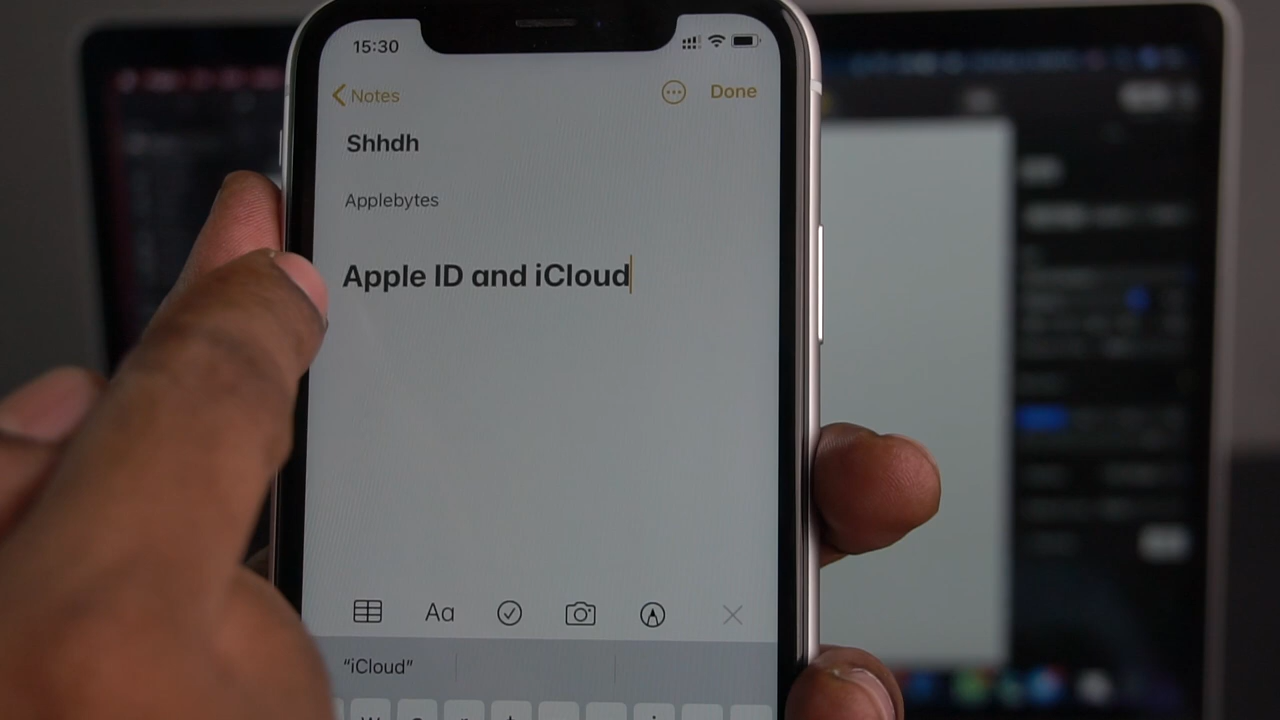 15:30
Notes
Done
Shhdh
Applebytes
Apple ID and iCloud
Aa
“iCloud”